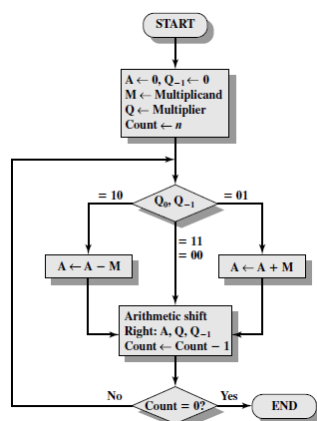 START
A ← 0, Q₋₁ ← 0
M ← Multiplicand
Q ← Multiplier
Count ← n
Q₀, Q₋₁
= 10
= 01
= 11
= 00
A ← A − M
A ← A + M
Arithmetic shift
Right: A, Q, Q₋₁
Count ← Count − 1
No
Count = 0?
Yes
END